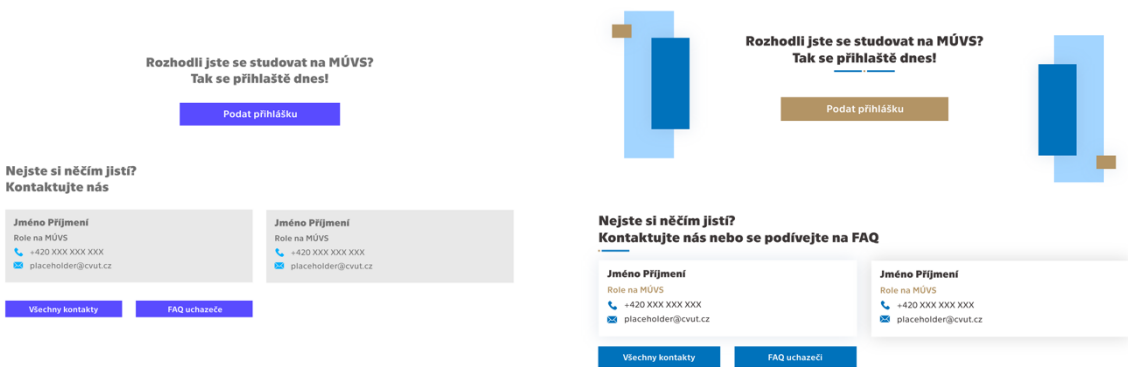 Rozhodli jste se studovat na MÚVS?
Tak se přihlaště dnes!
Podat přihlášku
Nejste si něčím jistí?
Kontaktujte nás
Jméno Příjmení
Role na MÚVS
+420 XXX XXX XXX
placeholder@cvut.cz
Jméno Příjmení
Role na MÚVS
+420 XXX XXX XXX
placeholder@cvut.cz
Všechny kontakty
FAQ uchazeče
Rozhodli jste se studovat na MÚVS?
Tak se přihlaště dnes!
Podat přihlášku
Nejste si něčím jistí?
Kontaktujte nás nebo se podívejte na FAQ
Jméno Příjmení
Role na MÚVS
+420 XXX XXX XXX
placeholder@cvut.cz
Jméno Příjmení
Role na MÚVS
+420 XXX XXX XXX
placeholder@cvut.cz
Všechny kontakty
FAQ uchazeči